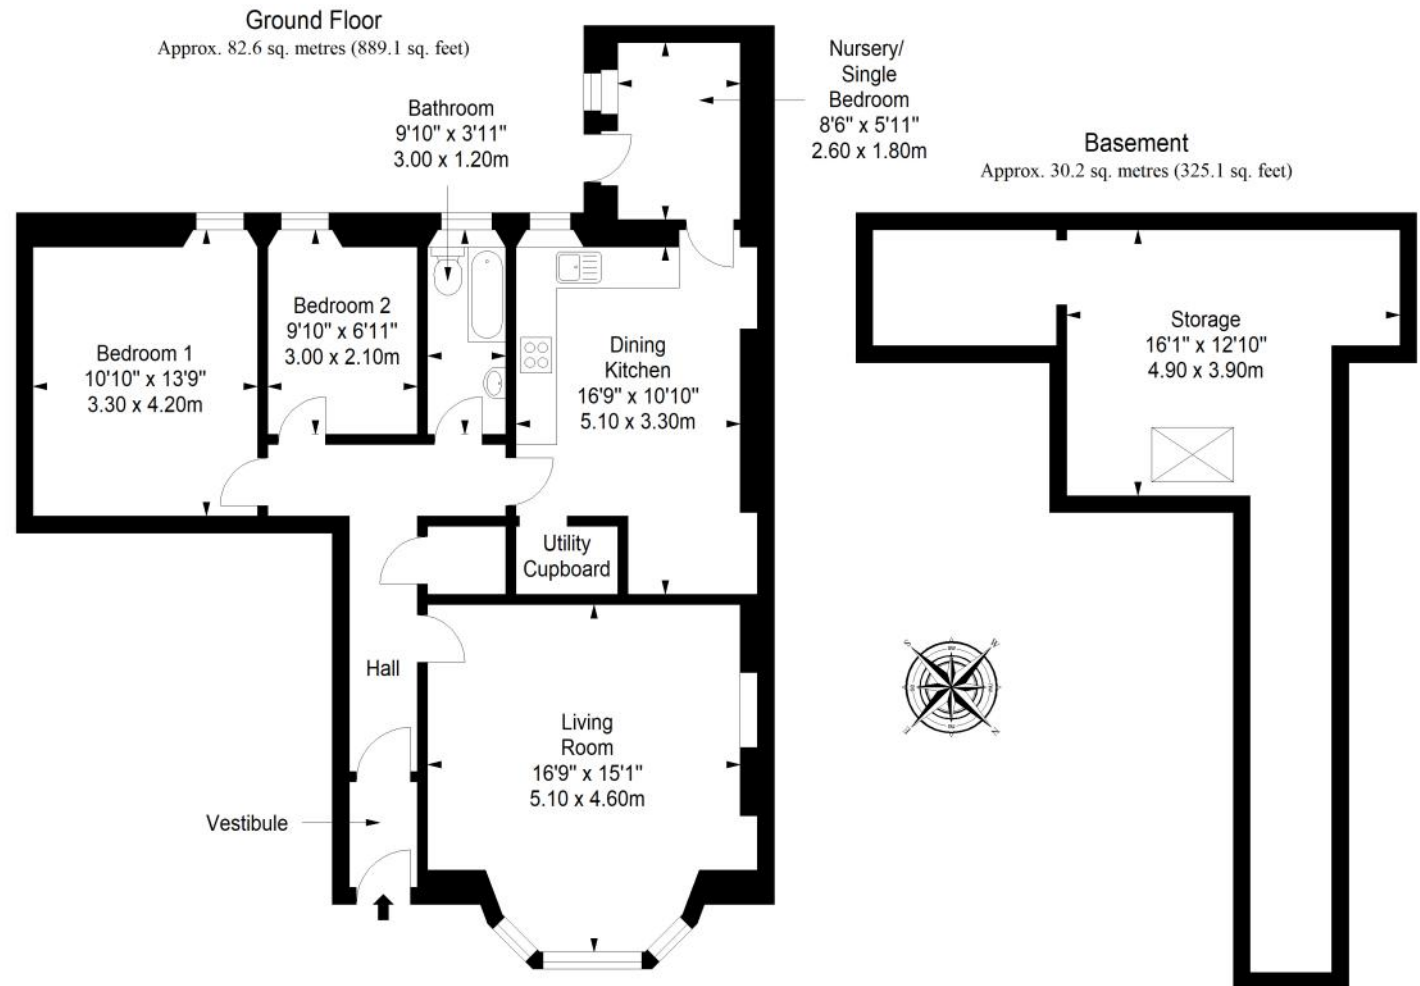 Ground Floor
Approx. 82.6 sq. metres (889.1 sq. feet)
Bathroom
9'10" x 3'11"
3.00 x 1.20m
Nursery/
Single
Bedroom
8'6" x 5'11"
2.60 x 1.80m
Bedroom 1
10'10" x 13'9"
3.30 x 4.20m
Bedroom 2
9'10" x 6'11"
3.00 x 2.10m
Dining
Kitchen
16'9" x 10'10"
5.10 x 3.30m
Utility
Cupboard
Hall
Living
Room
16'9" x 15'1"
5.10 x 4.60m
Vestibule
Basement
Approx. 30.2 sq. metres (325.1 sq. feet)
Storage
16'1" x 12'10"
4.90 x 3.90m
S
W
E
N